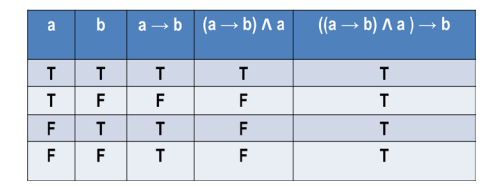 a b a → b (a → b) Λ a ((a → b) Λ a ) → b
T T T T T
T F F F T
F T T F T
F F T F T